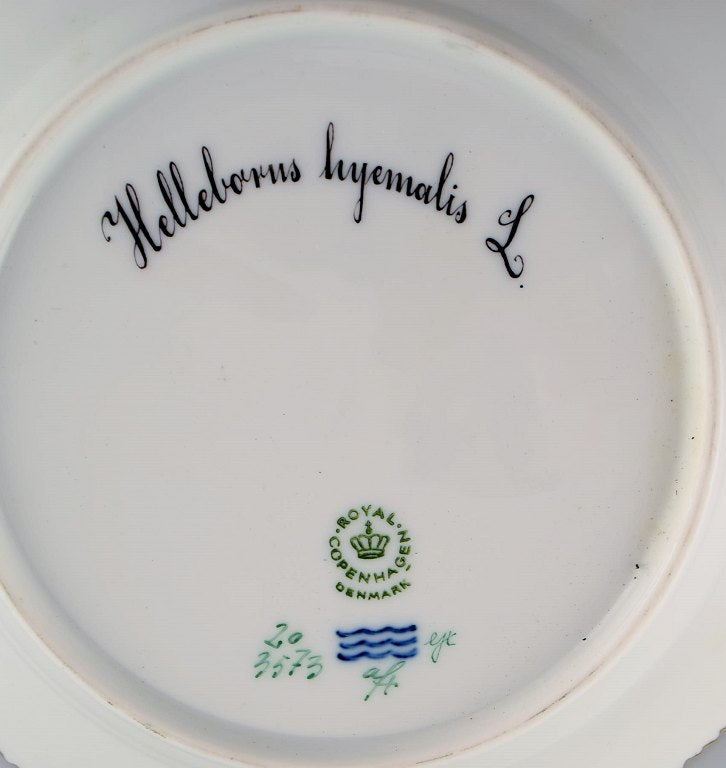 Helleborus hyemalis L.
ROYAL COPENHAGEN
DENMARK
20
3573